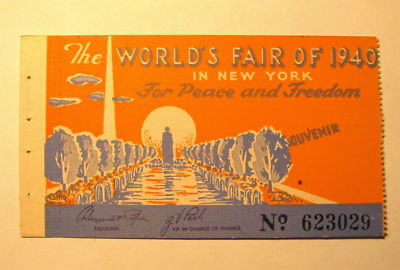 The WORLD'S FAIR OF 1940
IN NEW YORK
For Peace and Freedom
SOUVENIR
TREASURER
V.P. IN CHARGE OF FINANCE
No 623029